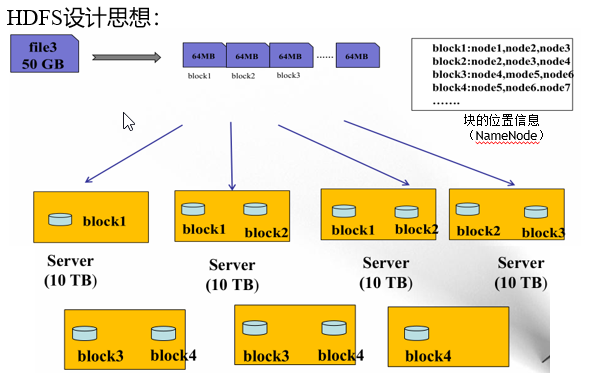 HDFS设计思想：
file3
50 GB
64MB 64MB 64MB ...... 64MB
block1 block2 block3
block1:node1,node2,node3
block2:node2,node3,node4
block3:node4,mode5,node6
block4:node5,node6.node7
…….
块的位置信息
（NameNode）
block1
block1 block2
block1 block2
block2 block3
Server
(10 TB)
Server
(10 TB)
Server
(10 TB)
Server
(10 TB)
block3 block4
block3 block4
block4